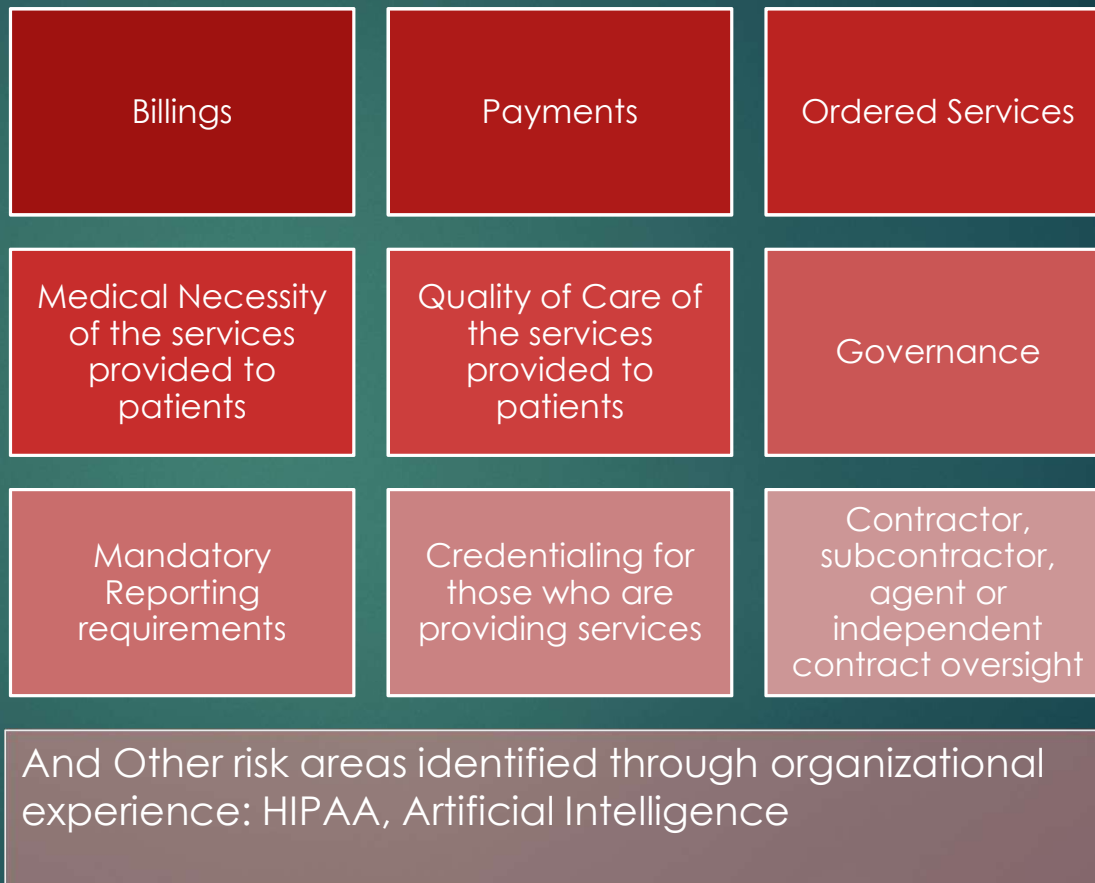 Billings
Payments
Ordered Services
Medical Necessity
of the services
provided to
patients
Quality of Care of
the services
provided to
patients
Governance
Mandatory
Reporting
requirements
Credentialing for
those who are
providing services
Contractor,
subcontractor,
agent or
independent
contract oversight
And Other risk areas identified through organizational
experience: HIPAA, Artificial Intelligence